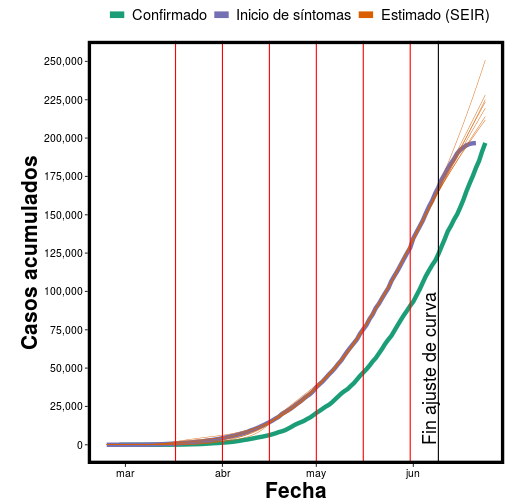 Confirmado Inicio de síntomas Estimado (SEIR)
250,000
225,000
200,000
175,000
150,000
125,000
100,000
75,000
50,000
25,000
0
Casos acumulados
Fin ajuste de curva
mar abr may jun
Fecha